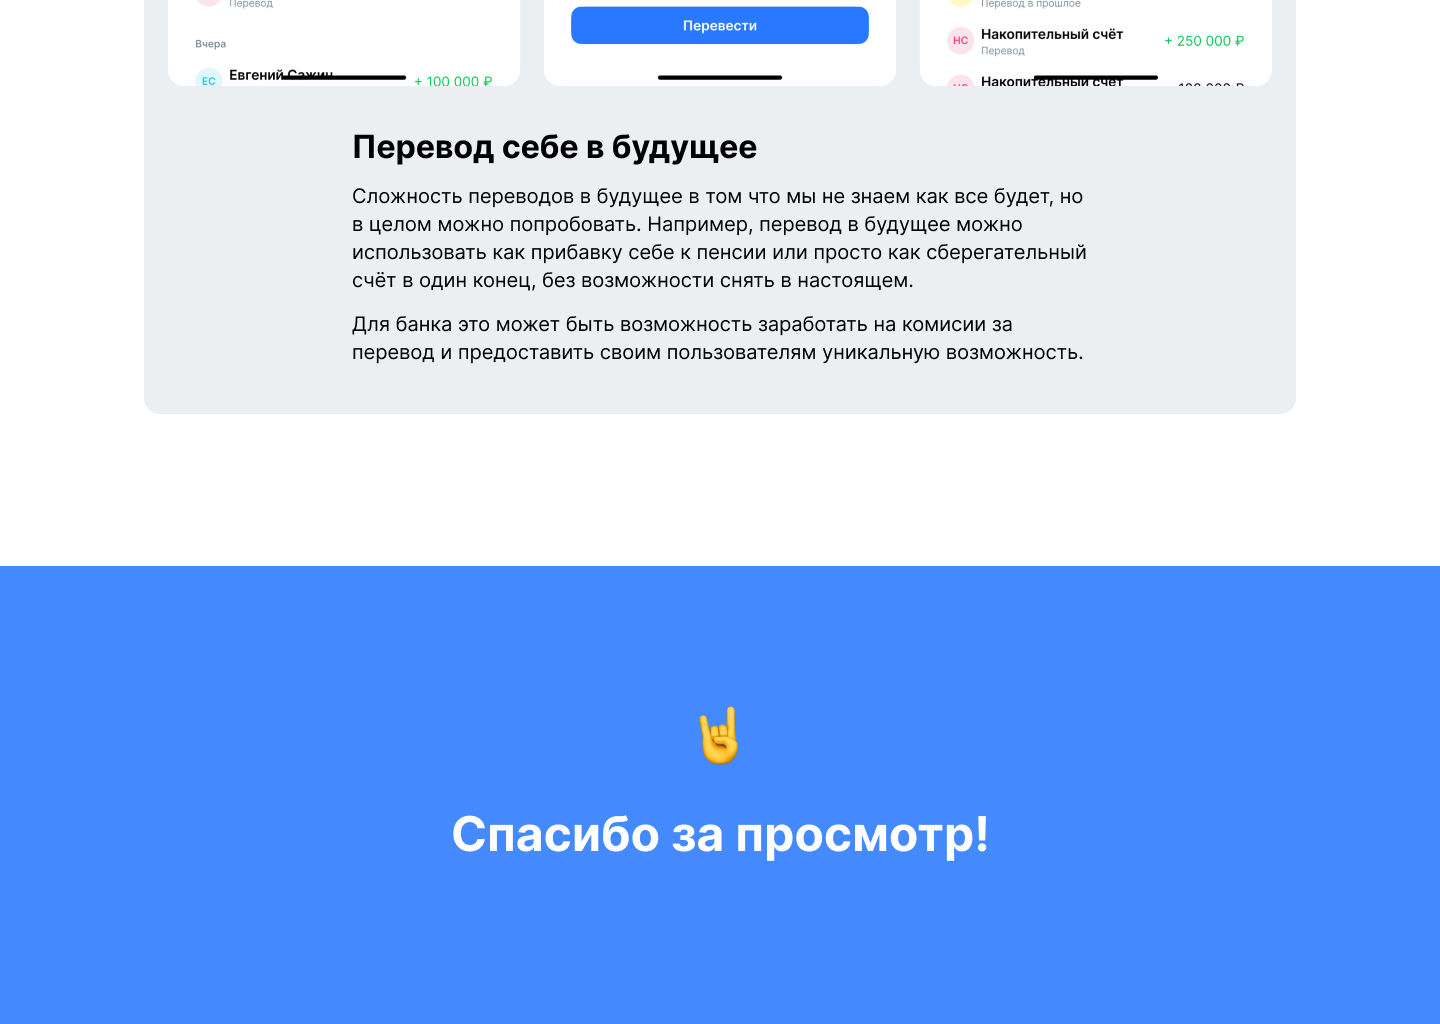 Перевод
Вчера
ЕС
Евгений Сажин
+ 100 000 ₽
Перевести
Перевод в прошлое
НС
Накопительный счёт
+ 250 000 ₽
Перевод
Накопительный счёт
Перевод себе в будущее
Сложность переводов в будущее в том что мы не знаем как все будет, но
в целом можно попробовать. Например, перевод в будущее можно
использовать как прибавку себе к пенсии или просто как сберегательный
счёт в один конец, без возможности снять в настоящем.
Для банка это может быть возможность заработать на комисии за
перевод и предоставить своим пользователям уникальную возможность.
Спасибо за просмотр!